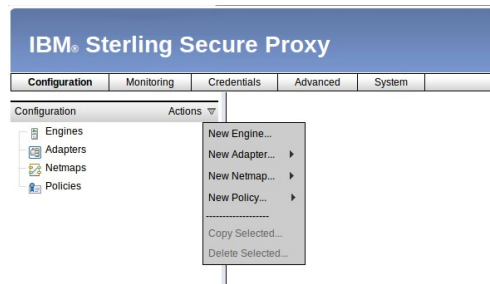 IBM® Sterling Secure Proxy
Configuration Monitoring Credentials Advanced System
Configuration Actions
Engines
Adapters
Netmaps
Policies
New Engine...
New Adapter...
New Netmap...
New Policy...
-------------------
Copy Selected...
Delete Selected...